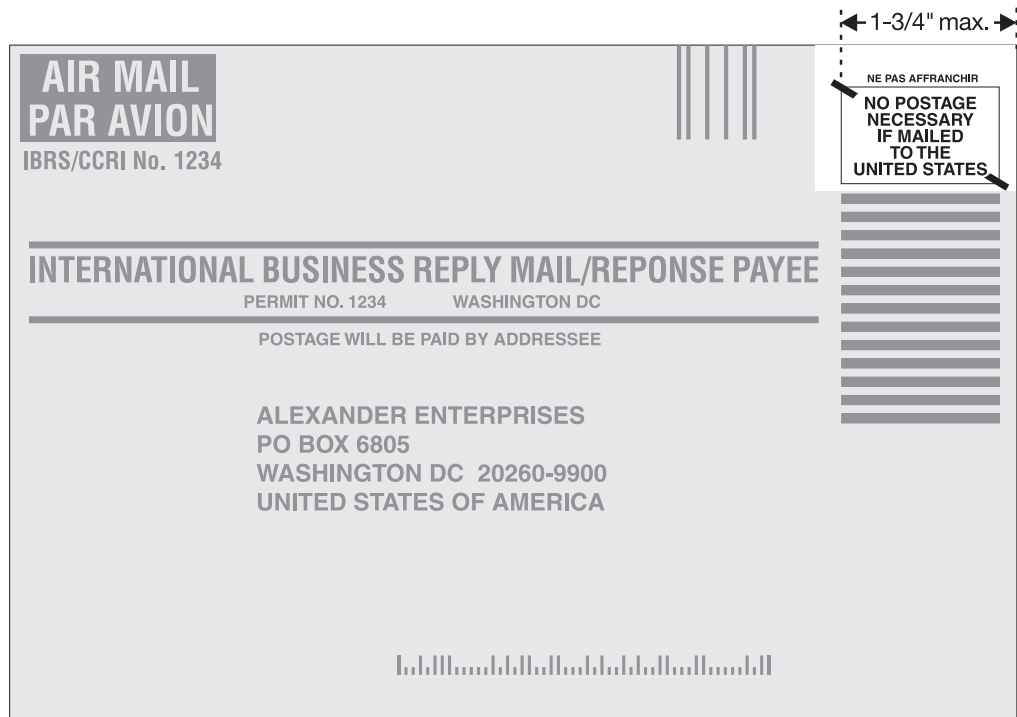 1-3/4" max.
AIR MAIL
PAR AVION
IBRS/CCRI No. 1234
NE PAS AFFRANCHIR
NO POSTAGE
NECESSARY
IF MAILED
TO THE
UNITED STATES
INTERNATIONAL BUSINESS REPLY MAIL/REPONSE PAYEE
PERMIT NO. 1234 WASHINGTON DC
POSTAGE WILL BE PAID BY ADDRESSEE
ALEXANDER ENTERPRISES
PO BOX 6805
WASHINGTON DC 20260-9900
UNITED STATES OF AMERICA